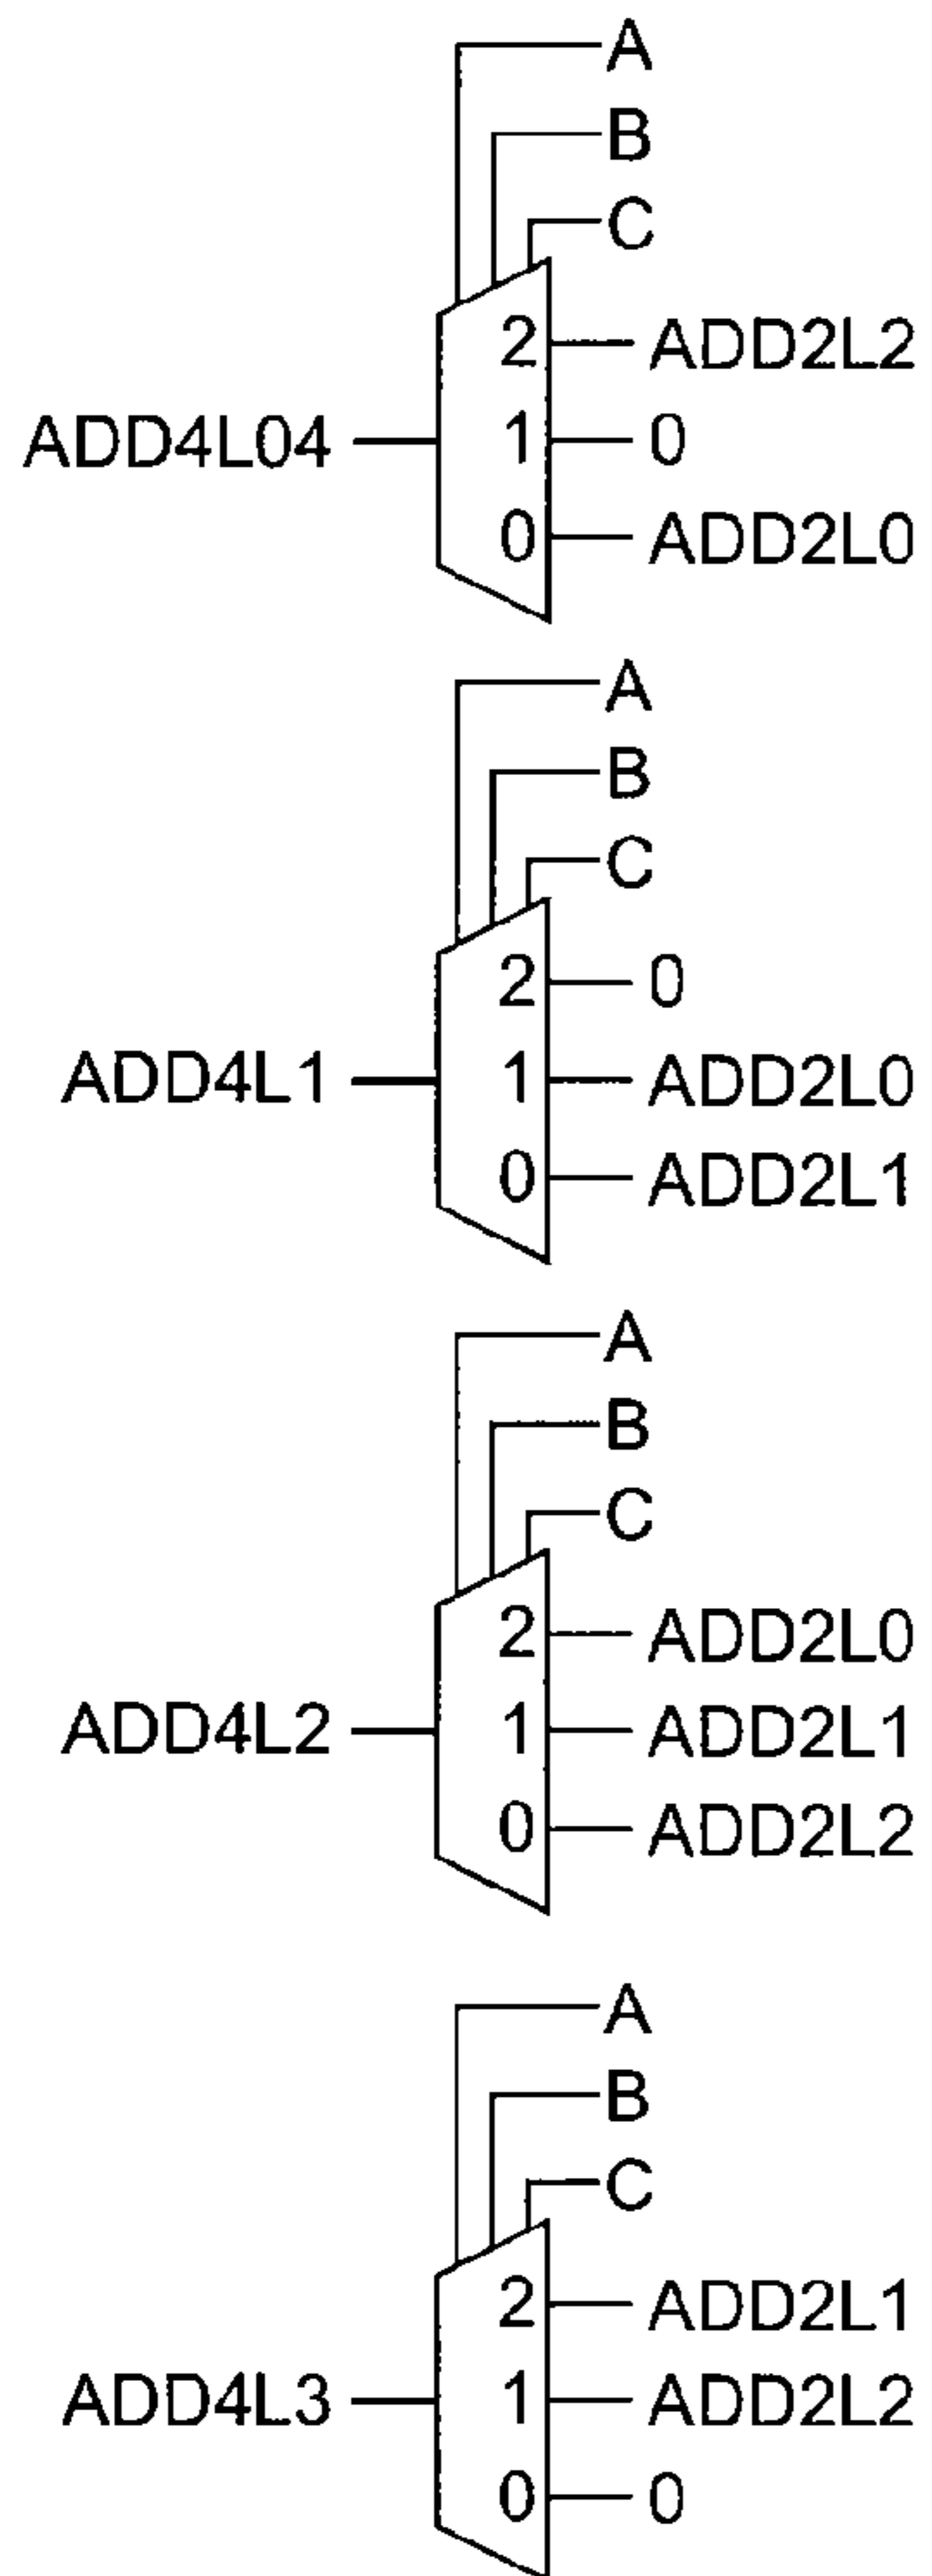 A
B
C
2 ADD2L2
ADD4L04 1 0
0 ADD2L0
A
B
C
2 0
ADD4L1 1 ADD2L0
0 ADD2L1
A
B
C
2 ADD2L0
ADD4L2 1 ADD2L1
0 ADD2L2
A
B
C
2 ADD2L1
ADD4L3 1 ADD2L2
0 0